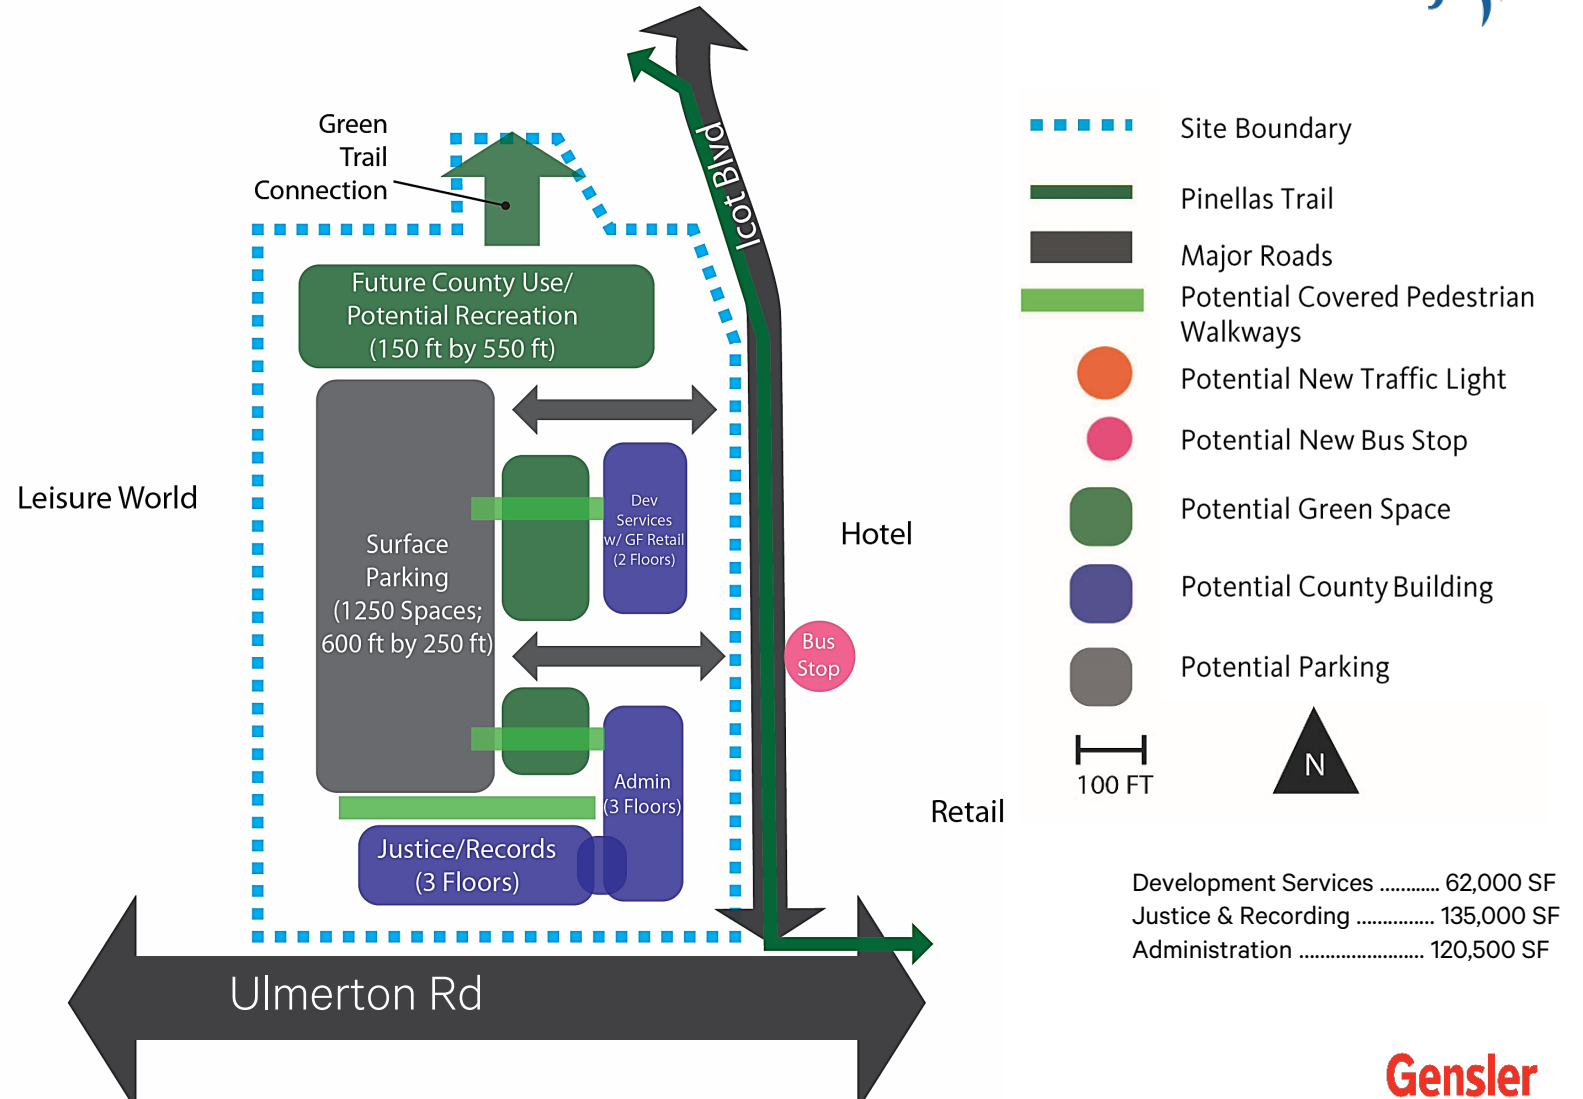 Green
Trail
Connection
Icot Blvd
Future County Use/
Potential Recreation
(150 ft by 550 ft)
Leisure World
Surface
Parking
(1250 Spaces;
600 ft by 250 ft)
Dev
Services
w/ GF Retail
(2 Floors)
Hotel
Bus
Stop
Admin
(3 Floors)
Retail
Justice/Records
(3 Floors)
Ulmerton Rd
Site Boundary
Pinellas Trail
Major Roads
Potential Covered Pedestrian
Walkways
Potential New Traffic Light
Potential New Bus Stop
Potential Green Space
Potential County Building
Potential Parking
100 FT
N
Development Services ............ 62,000 SF
Justice & Recording ............... 135,000 SF
Administration ........................ 120,500 SF
Gensler